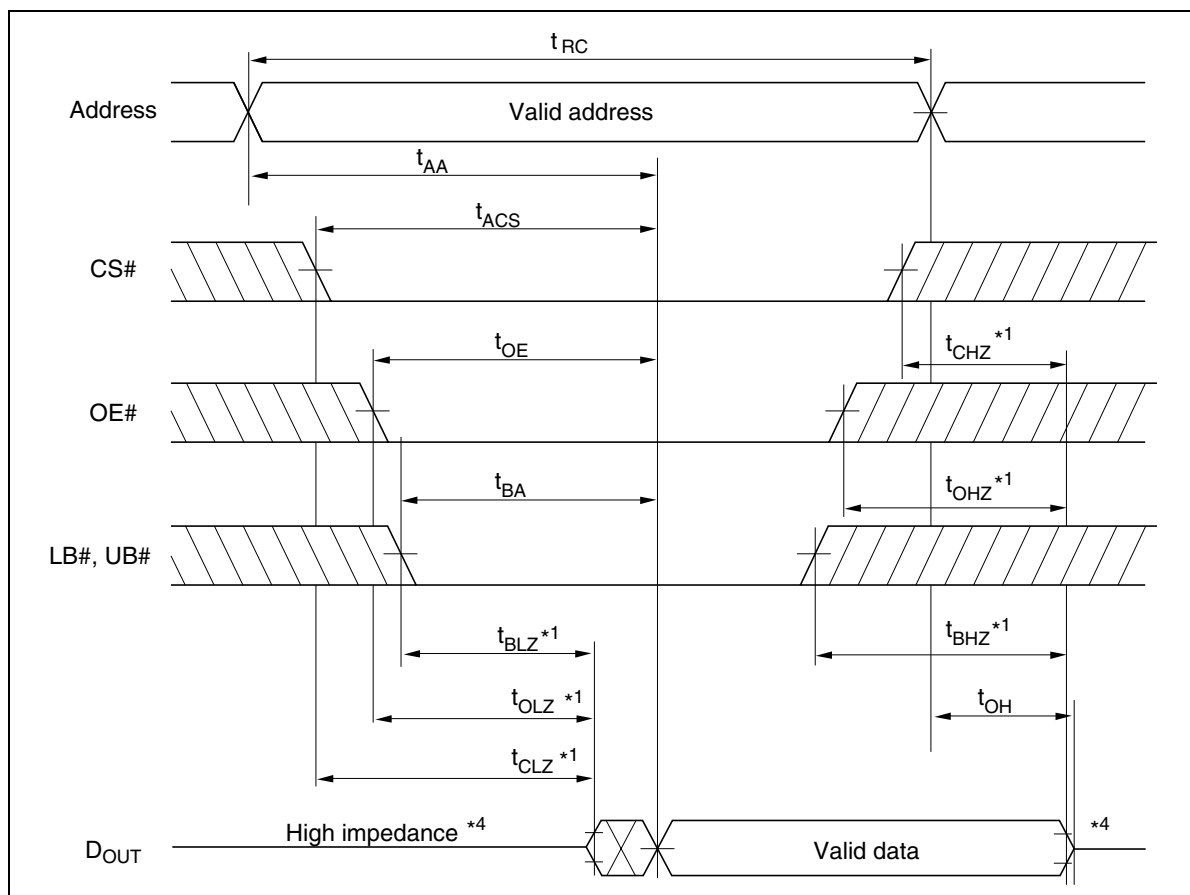 tRC
Address
Valid address
tAA
tACS
CS#
tOE
tCHZ *1
OE#
tBA
tOHZ *1
LB#, UB#
tBLZ *1
tBHZ *1
tOLZ *1
tOH
tCLZ *1
High impedance *4
*4
DOUT
Valid data